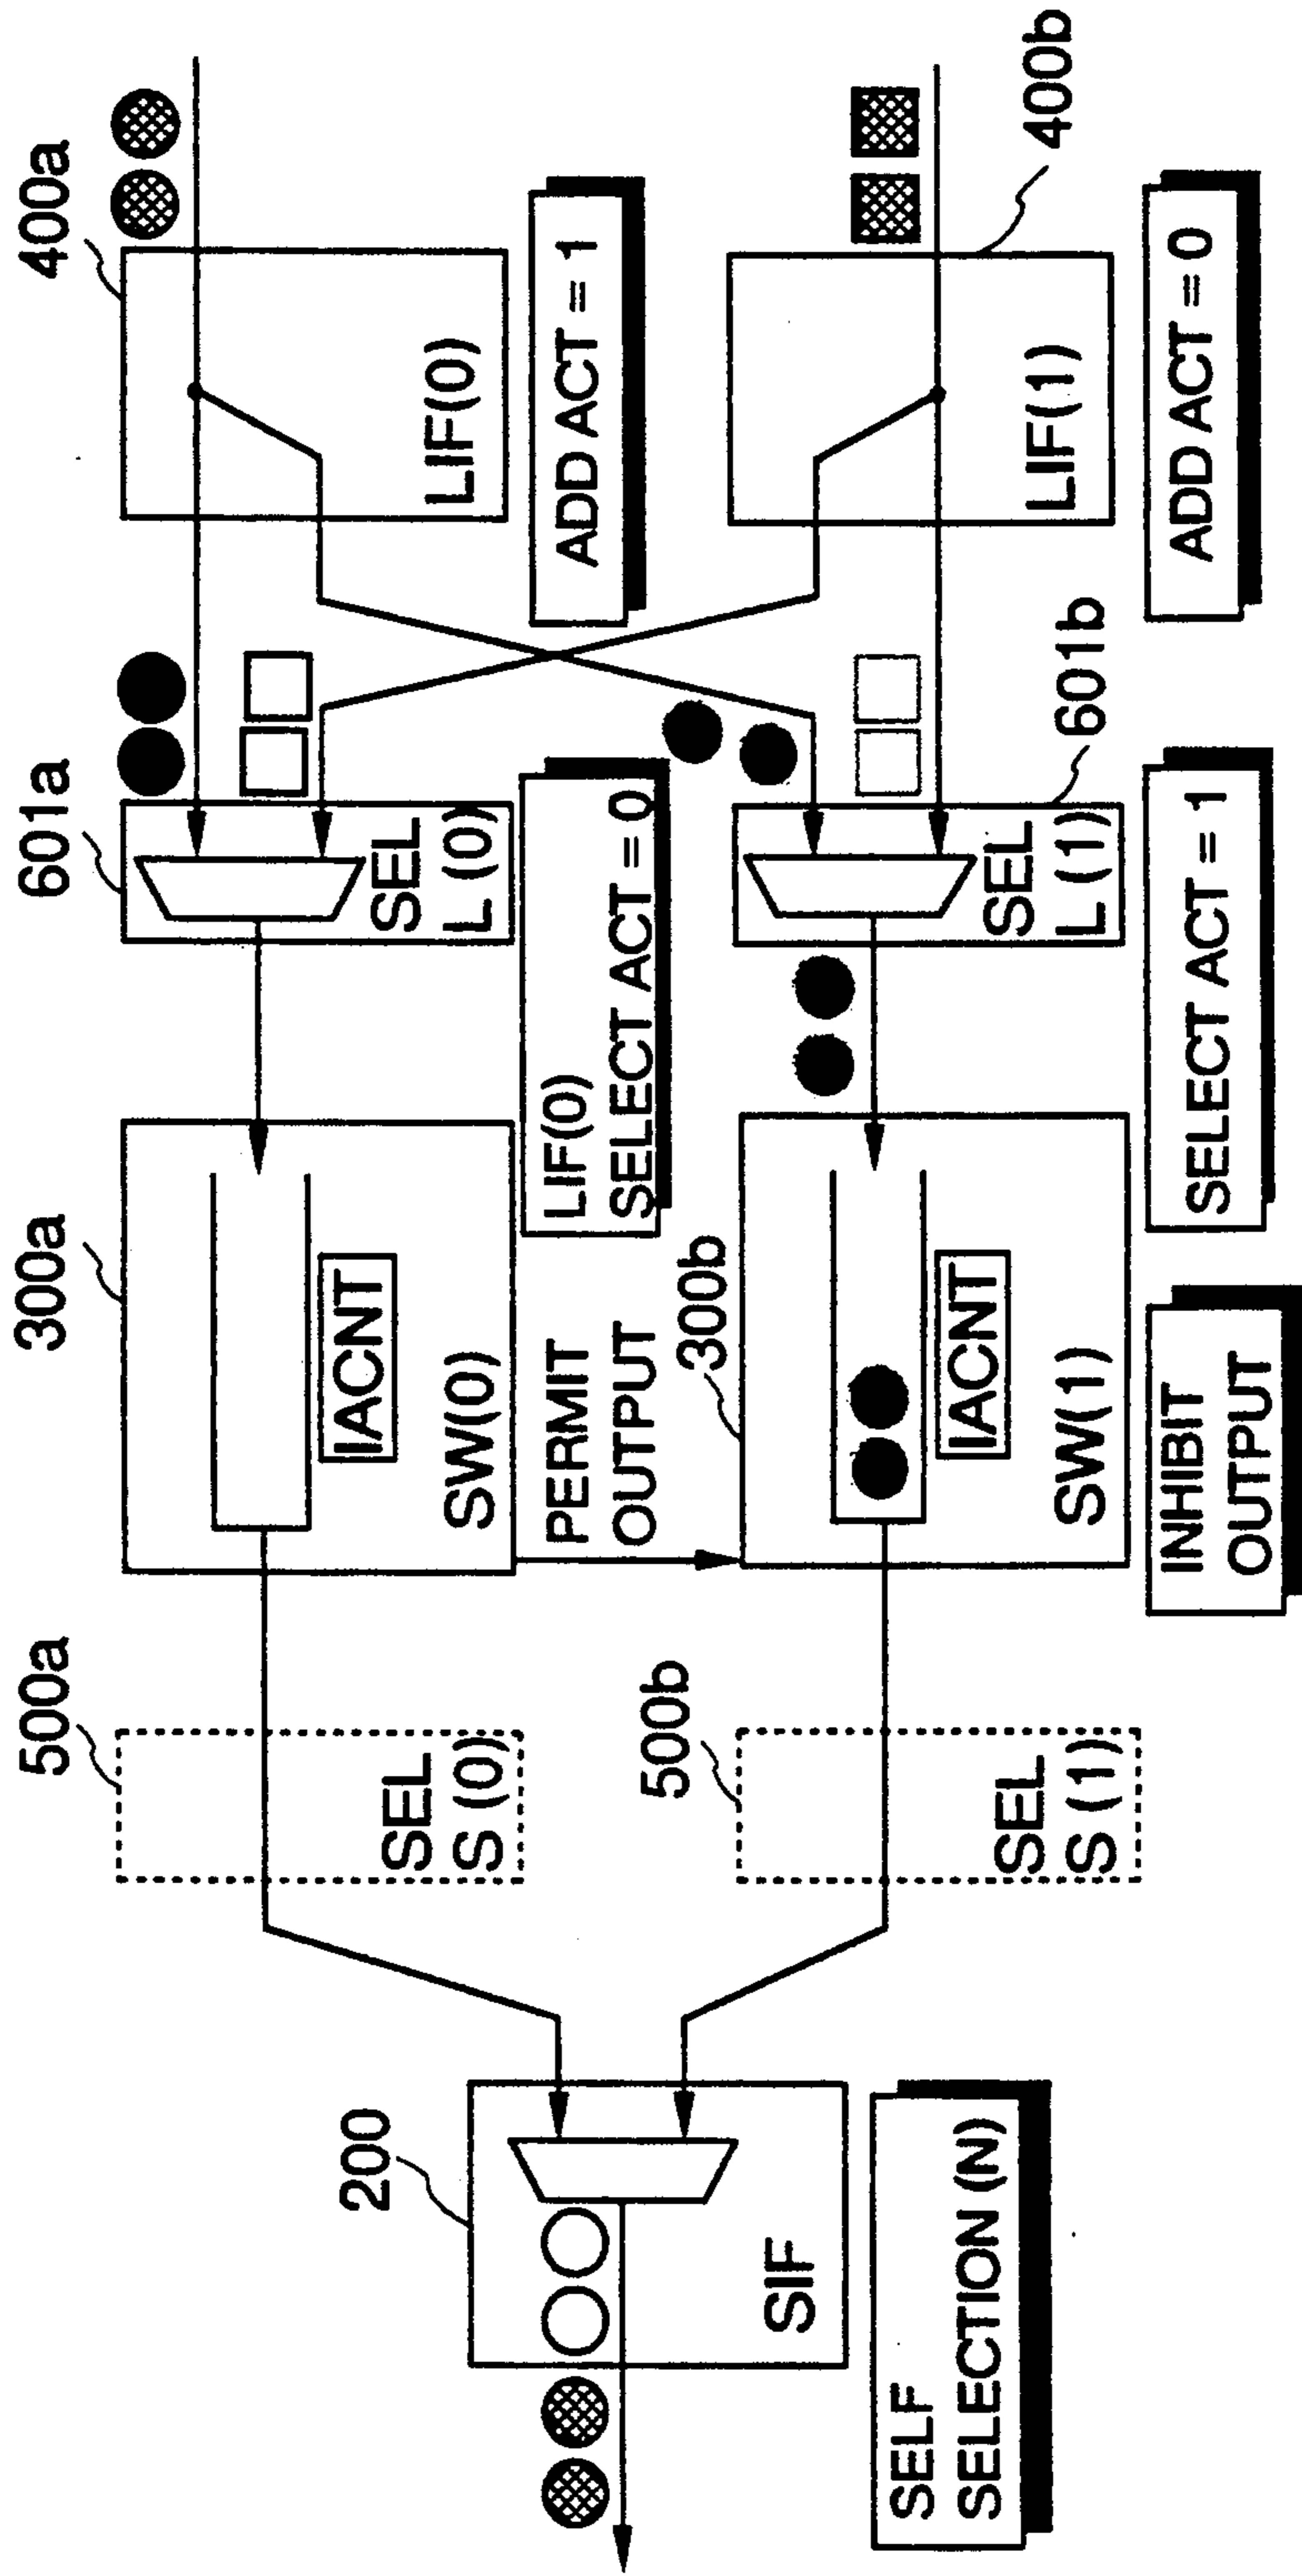 400a
LIF(0)
ADD ACT = 1
400b
LIF(1)
ADD ACT = 0
601a
SEL
L (0)
LIF(0)
SELECT ACT = 0
601b
SEL
L (1)
SELECT ACT = 1
300a
IACNT
SW(0)
PERMIT
OUTPUT
300b
IACNT
SW(1)
INHIBIT
OUTPUT
500a
SEL
S (0)
500b
SEL
S (1)
200
SIF
SELF
SELECTION (N)